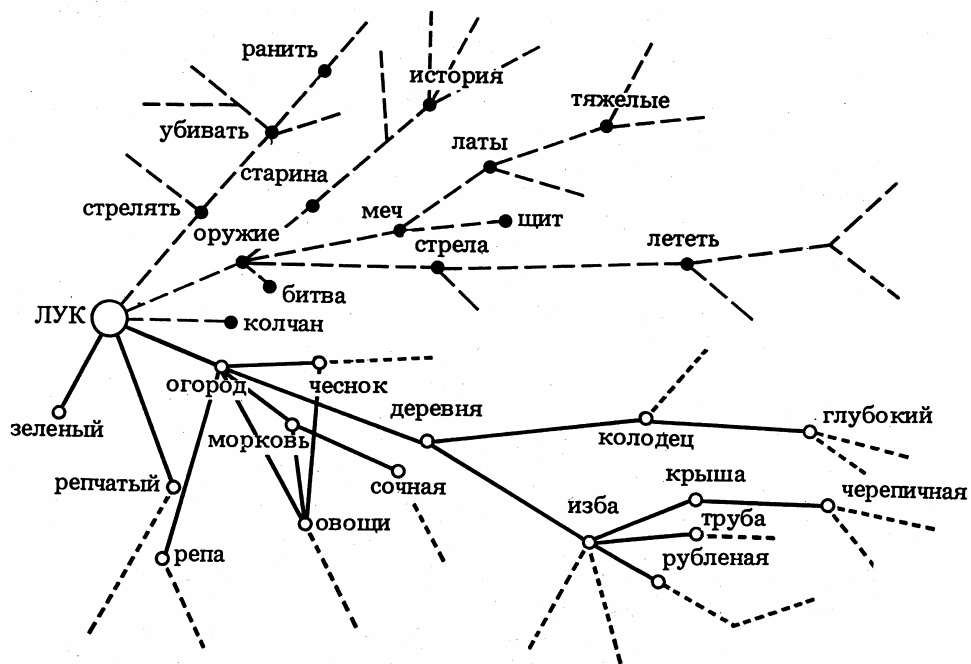 ранить
история
тяжелые
убивать
латы
старина
стрелять
меч
щит
оружие
стрела
лететь
битва
ЛУК
колчан
огород
чеснок
деревня
глубокий
зеленый
морковь
колодец
репчатый
сочная
крыша
черепичная
изба
труба
овощи
репа
рубленая